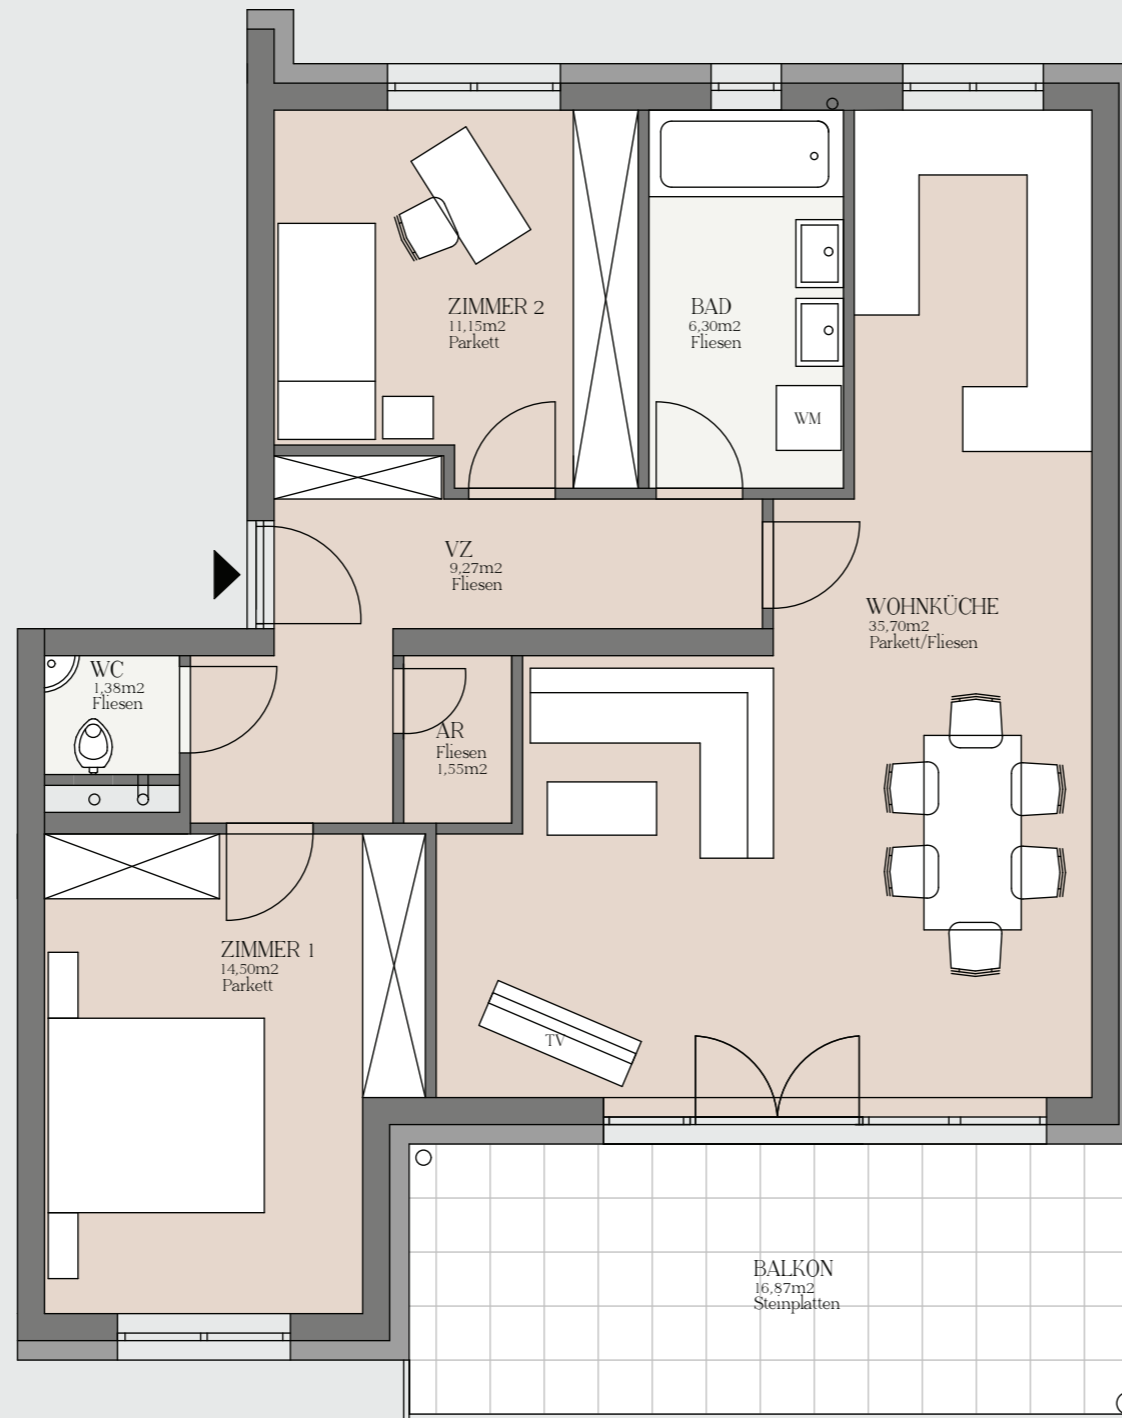 ZIMMER 2
11,15m2
Parkett
BAD
6,30m2
Fliesen
WM
VZ
9,27m2
Fliesen
WOHNKÜCHE
35,70m2
Parkett/Fliesen
WC
1,38m2
Fliesen
AR
Fliesen
1,55m2
ZIMMER 1
14,50m2
Parkett
TV
BALKON
16,87m2
Steinplatten